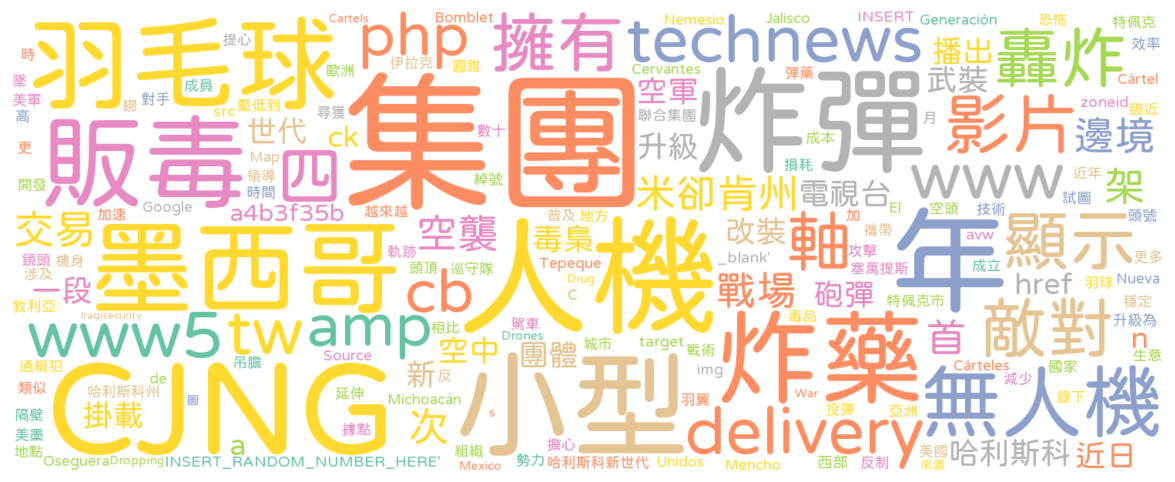 Cartels Bomblet Nemesio Jalisco INSERT Generación 恐怖 特佩克
羽毛球 提心 php 擁有 technews 播出 轟炸 效率
時 歐洲 伊拉克 圓錐 Cervantes 彈藥 武裝 Cártel
墜 美軍 成員 空軍 炸彈 zoneid
綁 對手 壓低到 尋獲 聯合集團 臨近
高 src 集團 影片 邊境
更 販毒 世代 ck 數十 升級 成本 月
四 Map 領導 綽號 損耗 近年
開發 時間 米卻肯州 電視台 www 架
Google a4b3f35b 越來越 El 空頭 技術 試圖 頭號
交易 加速 空襲 普及 地方 攜帶 加 年 顯示
墨西哥 軌跡 毒梟 人機 改裝 軸 攻擊 avw 更多
鏡頭 機身 頭頂 巡守隊 Tepeque _blank' 塞萬提斯 成立 羽球 Nueva
涉及 一段 cb Drug 戰場 砲彈 特佩克市 href 穩定
敘利亞 Iraqisecurity C 毒品 敵對 升級為
www5 tw amp 相比 駕車 Drones target 戰術 首 n
通緝犯 吊膽 Source 空中 團體 城市 img Cárteles 國家 生意
類似 de 哈利斯科州 延伸 新 反 小型 炸藥 減少
CJNG 掛載 圖 Michoacán 羽翼 War 投彈 亞洲 無人機 錄下
隔壁 據點 次 s delivery
美墨 a 組織 擔心 美國 哈利斯科 近日
地點 Oseguera Dropping INSERT_RANDOM_NUMBER_HERE' Mexico 勢力 哈利斯科新世代 Unidos Mencho 西部 反制 來源